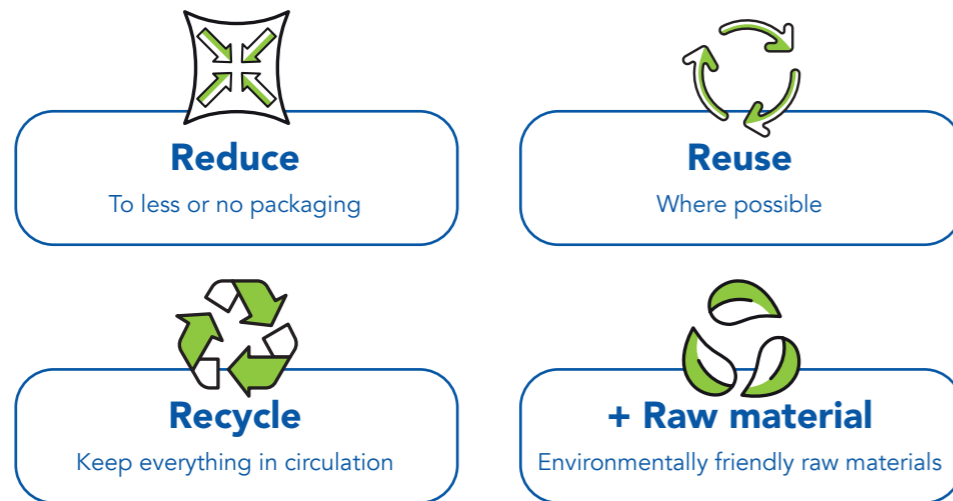 Reduce
To less or no packaging
Reuse
Where possible
Recycle
Keep everything in circulation
+ Raw material
Environmentally friendly raw materials